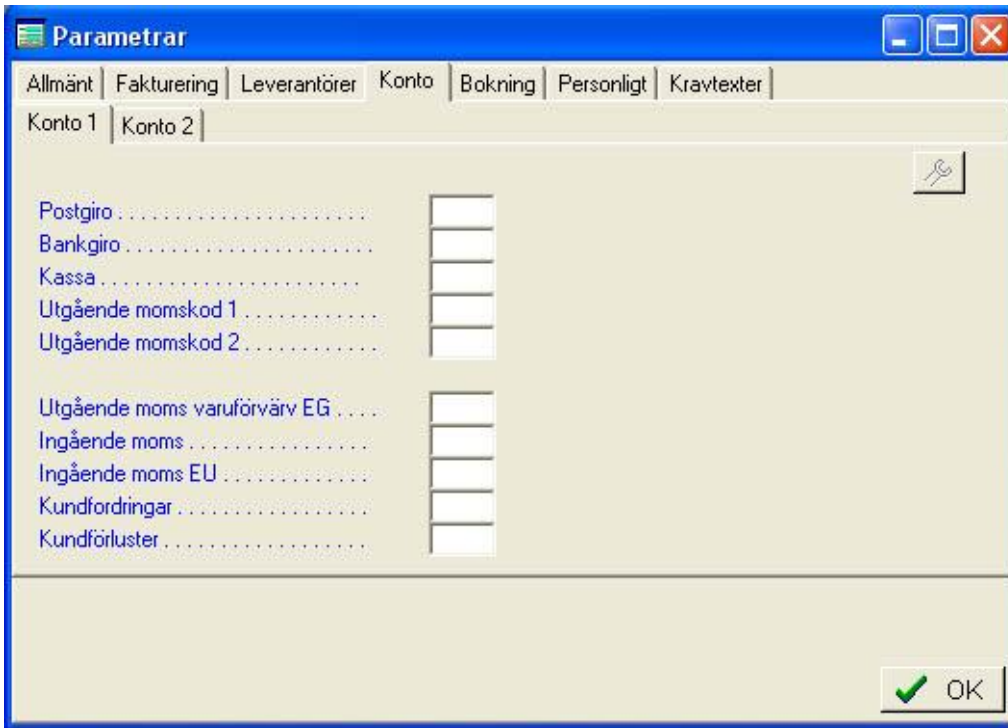 Parametrar
Allmänt Fakturering Leverantörer Konto Bokning Personligt Kravtexter
Konto 1 Konto 2
Postgiro . . . . . . . . . . . . . . . . . . . . . .
Bankgiro . . . . . . . . . . . . . . . . . . . . . .
Kassa . . . . . . . . . . . . . . . . . . . . . . . .
Utgående momskod 1 . . . . . . . . . . . .
Utgående momskod 2 . . . . . . . . . . . .
Utgående moms varuförvärv EG . . . .
Ingående moms . . . . . . . . . . . . . . . .
Ingående moms EU . . . . . . . . . . . . .
Kundfordringar . . . . . . . . . . . . . . . . .
Kundförluster . . . . . . . . . . . . . . . . . .
OK